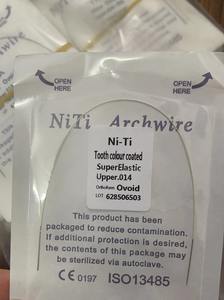 OPEN
HERE
OPEN
HERE
NiTi Archwire
Ni-Ti
Tooth colour coated
SuperElastic
Upper.014
Orthoform Ovoid
LOT: 628506503
This product has been
packaged to reduce contamination.
If additional protection is desired,
the contents of this package may
be sterilized via autoclave.
CE 0197 ISO13485